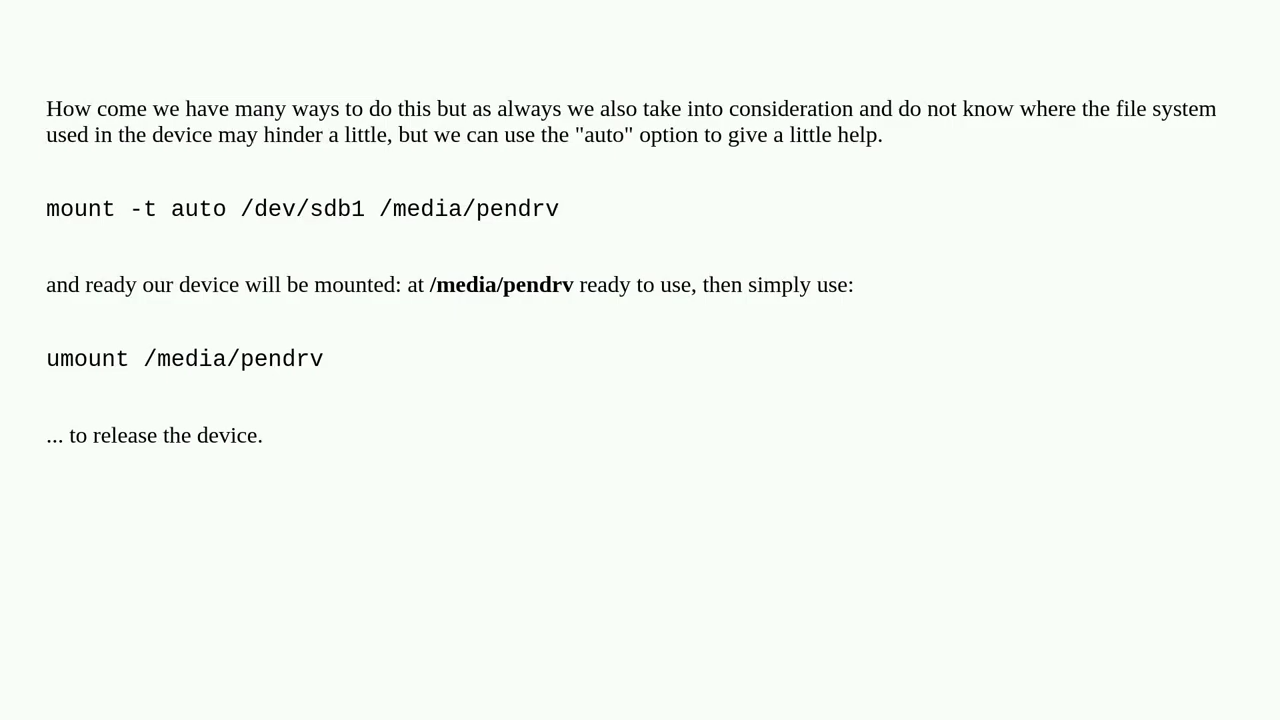 How come we have many ways to do this but as always we also take into consideration and do not know where the file system
used in the device may hinder a little, but we can use the "auto" option to give a little help.
mount -t auto /dev/sdb1 /media/pendrv
and ready our device will be mounted: at /media/pendrv ready to use, then simply use:
umount /media/pendrv
... to release the device.